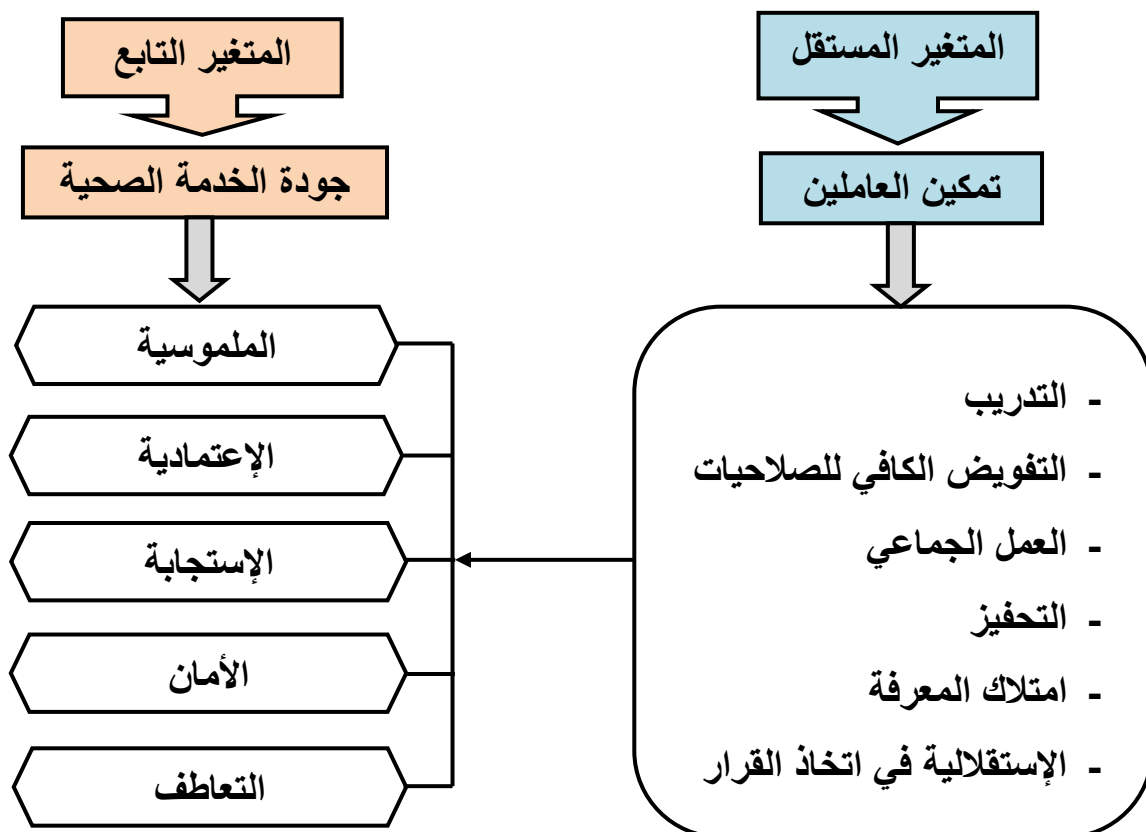 المتغير المستقل
المتغير التابع
تمكين العاملين
جودة الخدمة الصحية
- التدريب
- التفويض الكافي للصلاحيات
- العمل الجماعي
- التحفيز
- امتلاك المعرفة
- الإستقلالية في اتخاذ القرار
الملموسية
الإعتمادية
الإستجابة
الأمان
التعاطف